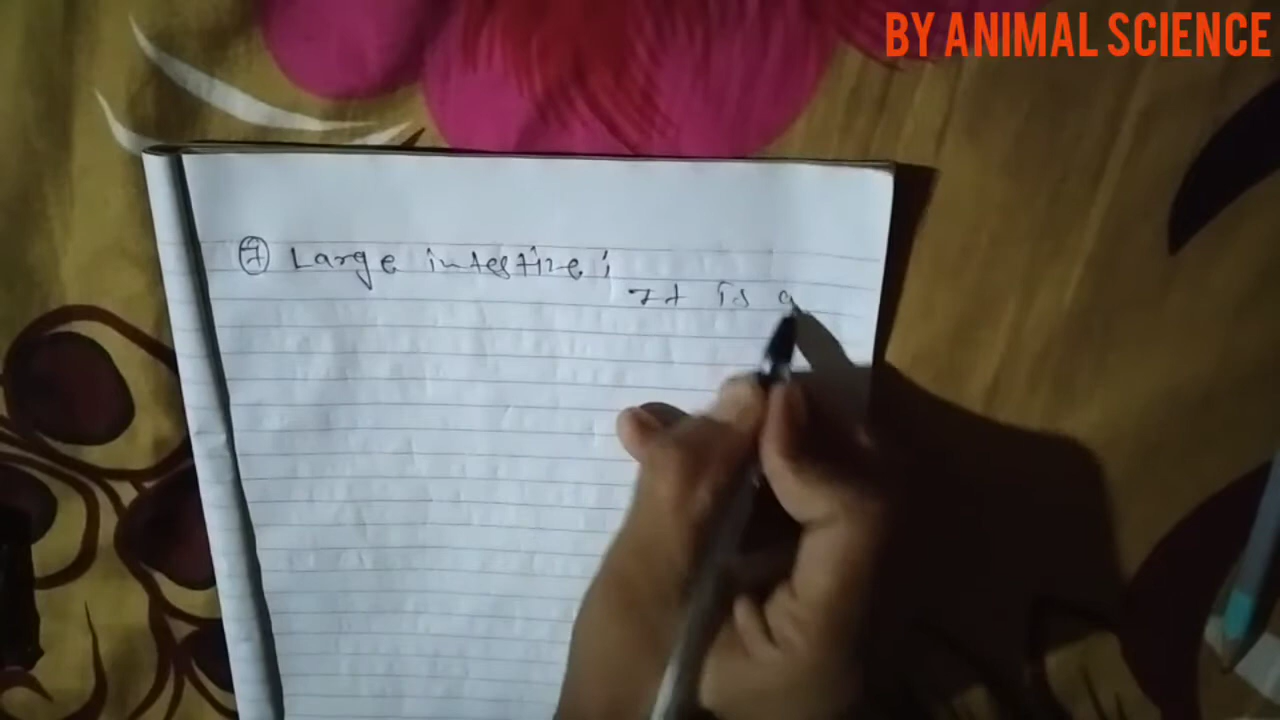 BY ANIMAL SCIENCE
⑦ Large intestine;
It is a